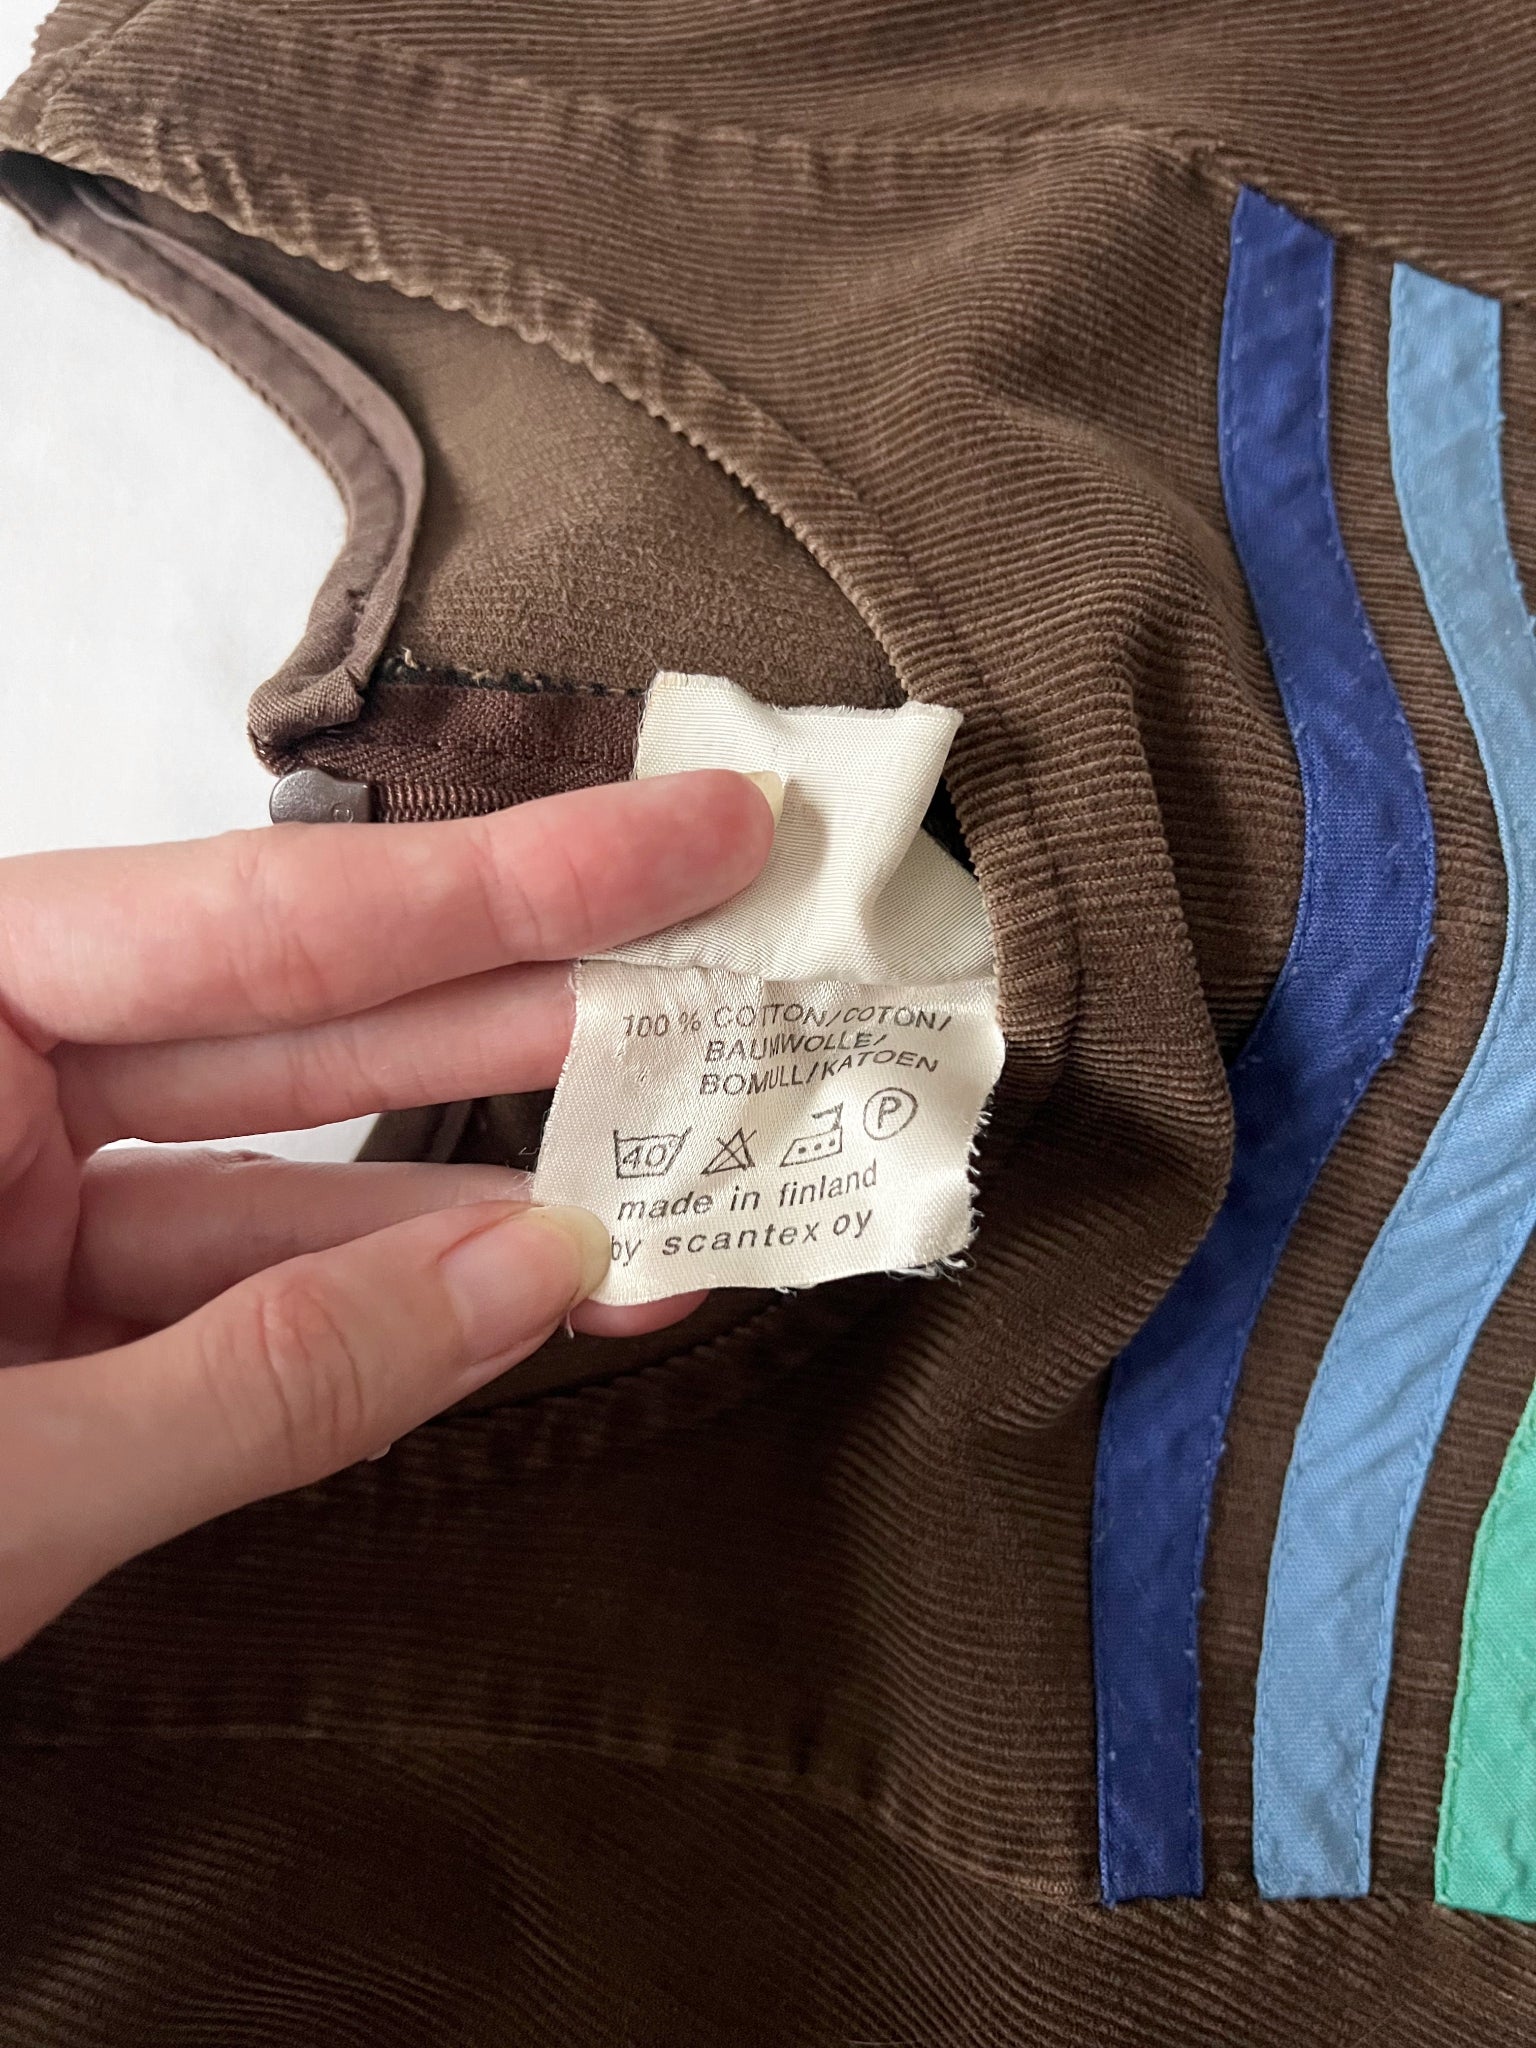 100 % COTTON/COTON/
BAUMWOLLE/
BOMULL/KATOEN
P
40°
made in finland
by scantex oy